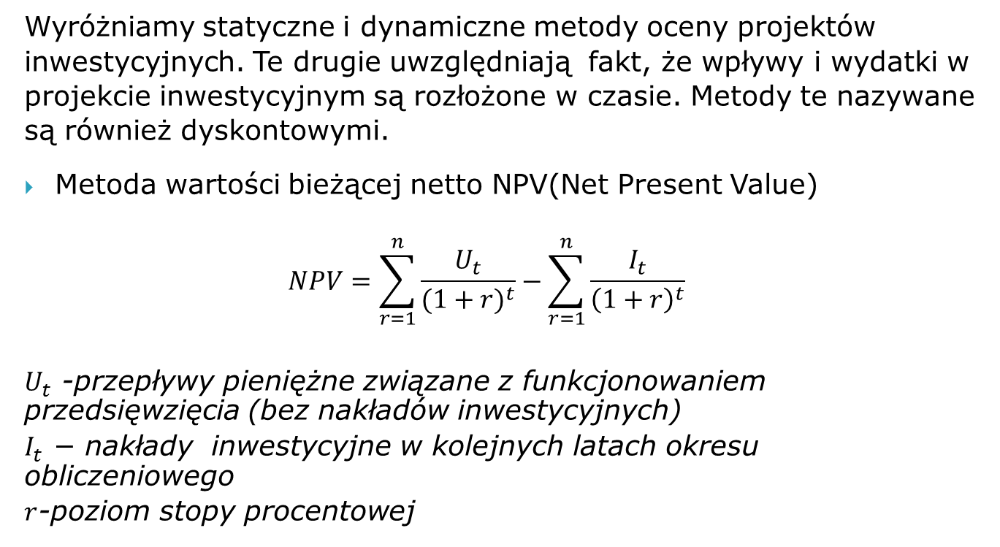 Wyróżniamy statyczne i dynamiczne metody oceny projektów
inwestycyjnych. Te drugie uwzględniają  fakt, że wpływy i wydatki w
projekcie inwestycyjnym są rozłożone w czasie. Metody te nazywane
są również dyskontowymi.
Metoda wartości bieżącej netto NPV(Net Present Value)
NPV = \sum_{r=1}^{n} \frac{U_t}{(1+r)^t} - \sum_{r=1}^{n} \frac{I_t}{(1+r)^t}
U_t -przepływy pieniężne związane z funkcjonowaniem
przedsięwzięcia (bez nakładów inwestycyjnych)
I_t − nakłady  inwestycyjne w kolejnych latach okresu
obliczeniowego
r-poziom stopy procentowej